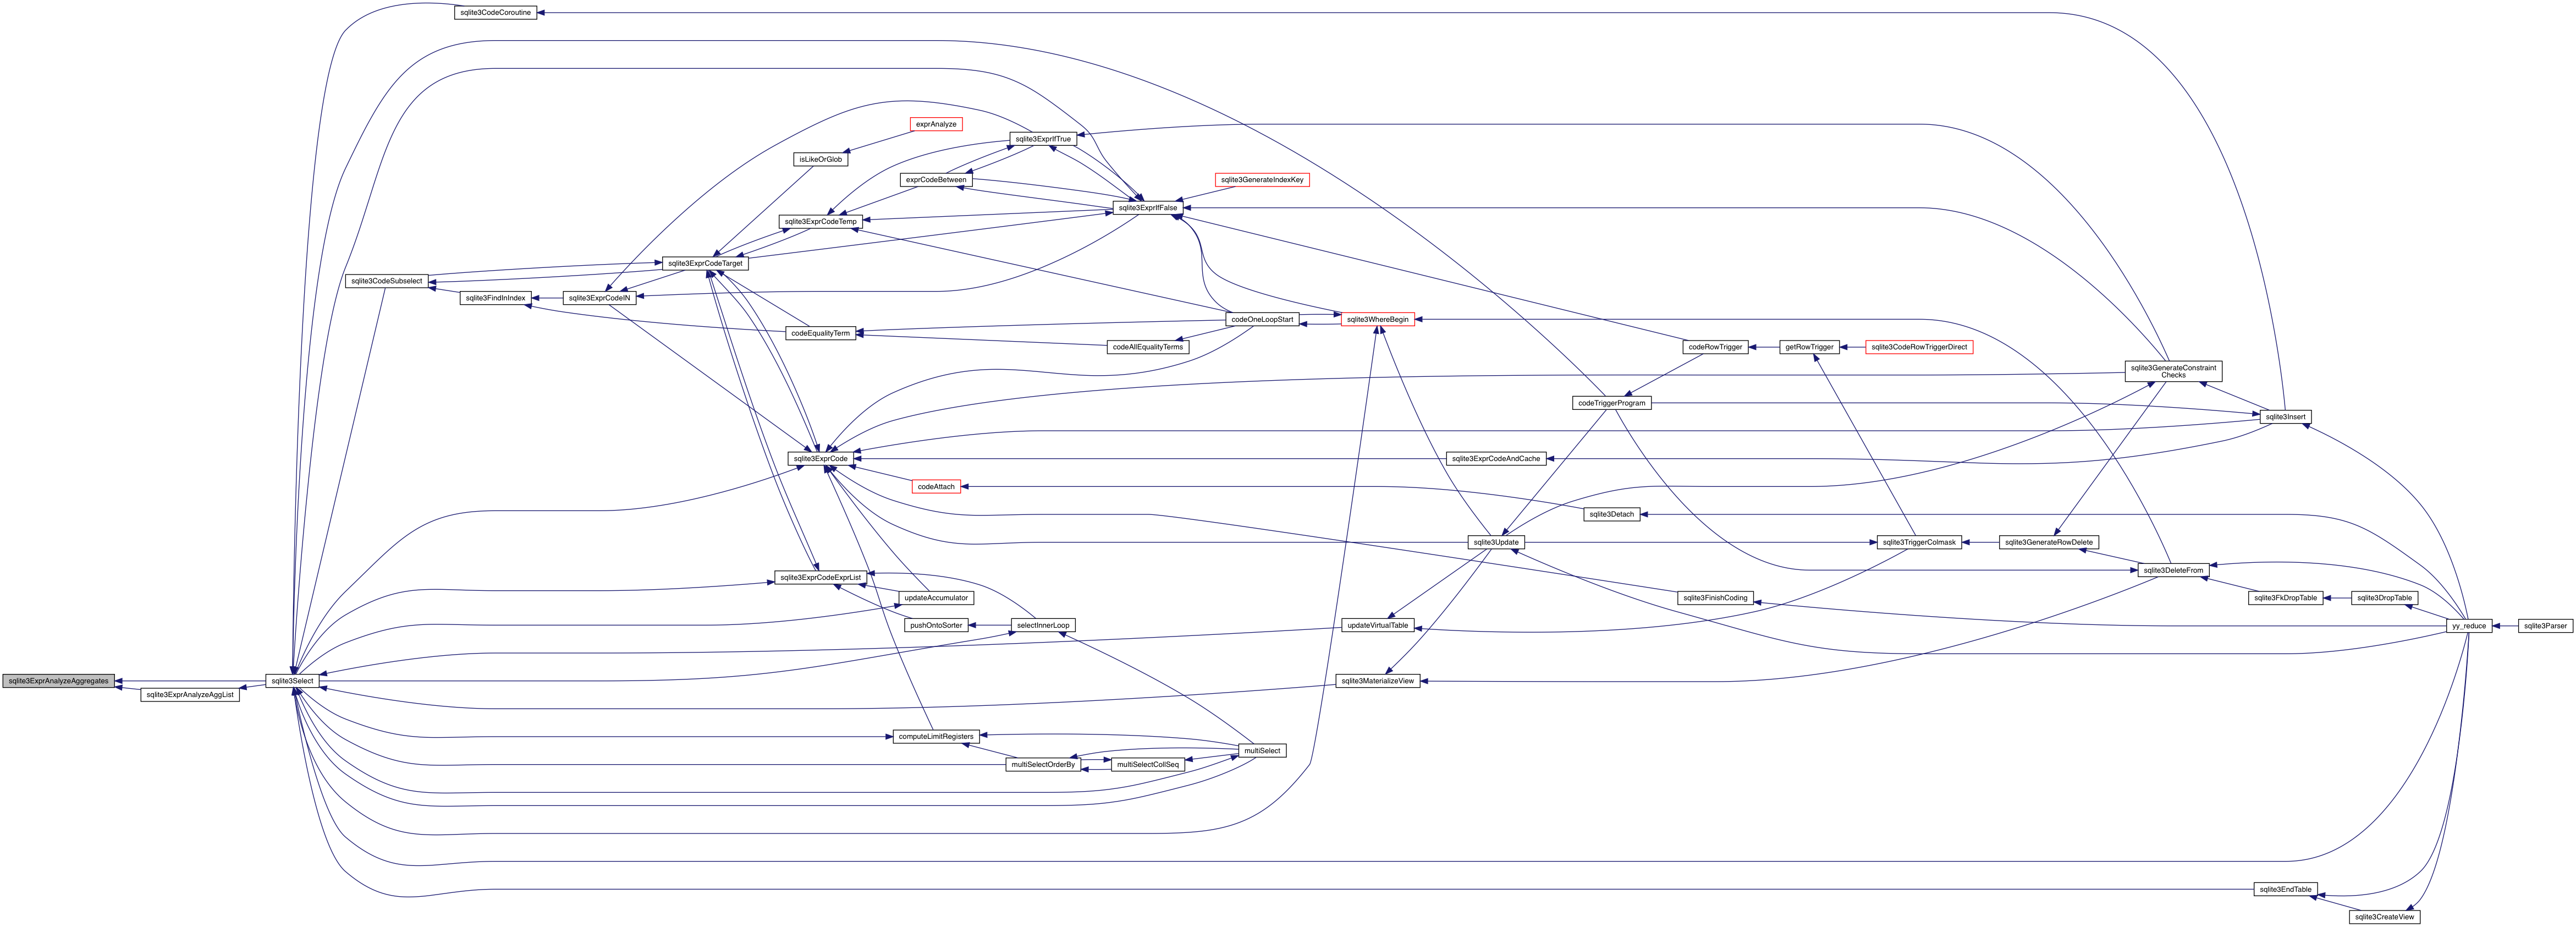 sqlite3CodeCoroutine
exprAnalyze
sqlite3ExprIfTrue
isLikeOrGlob
exprCodeBetween
sqlite3GenerateIndexKey
sqlite3ExprIfFalse
sqlite3ExprCodeTemp
sqlite3ExprCodeTarget
sqlite3CodeSubselect
sqlite3FindInIndex
sqlite3ExprCodeIN
codeOneLoopStart
sqlite3WhereBegin
codeEqualityTerm
codeAllEqualityTerms
codeRowTrigger
getRowTrigger
sqlite3CodeRowTriggerDirect
sqlite3GenerateConstraint
Checks
codeTriggerProgram
sqlite3Insert
sqlite3ExprCode
sqlite3ExprCodeAndCache
codeAttach
sqlite3Detach
sqlite3Update
sqlite3TriggerColmask
sqlite3GenerateRowDelete
sqlite3DeleteFrom
sqlite3ExprCodeExprList
updateAccumulator
sqlite3FinishCoding
sqlite3FkDropTable
sqlite3DropTable
pushOntoSorter
selectInnerLoop
updateVirtualTable
yy_reduce
sqlite3Parser
sqlite3ExprAnalyzeAggregates
sqlite3ExprAnalyzeAggList
sqlite3Select
sqlite3MaterializeView
computeLimitRegisters
multiSelect
multiSelectOrderBy
multiSelectCollSeq
sqlite3EndTable
sqlite3CreateView